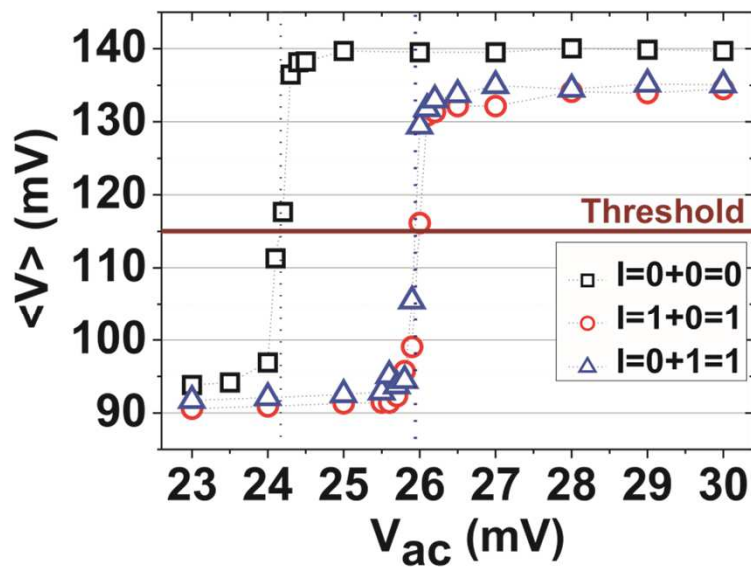 140
130
120
110
100
90
<V> (mV)
Threshold
I=0+0=0
I=1+0=1
I=0+1=1
23 24 25 26 27 28 29 30
Vac (mV)